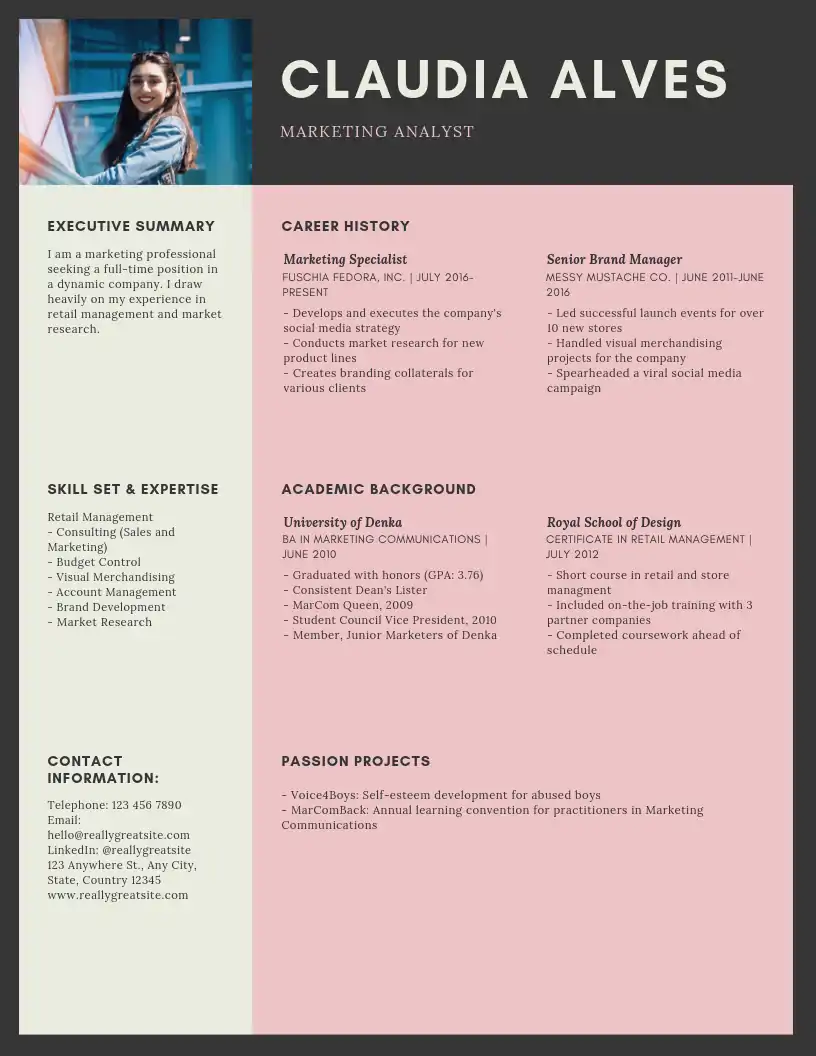 CLAUDIA ALVES
MARKETING ANALYST
EXECUTIVE SUMMARY
I am a marketing professional
seeking a full-time position in
a dynamic company. I draw
heavily on my experience in
retail management and market
research.
CAREER HISTORY
Marketing Specialist
FUSCHIA FEDORA, INC. | JULY 2016-
PRESENT
- Develops and executes the company's
social media strategy
- Conducts market research for new
product lines
- Creates branding collaterals for
various clients
Senior Brand Manager
MESSY MUSTACHE CO. | JUNE 2011-JUNE
2016
- Led successful launch events for over
10 new stores
- Handled visual merchandising
projects for the company
- Spearheaded a viral social media
campaign
SKILL SET & EXPERTISE
Retail Management
- Consulting (Sales and
Marketing)
- Budget Control
- Visual Merchandising
- Account Management
- Brand Development
- Market Research
ACADEMIC BACKGROUND
University of Denka
BA IN MARKETING COMMUNICATIONS |
JUNE 2010
- Graduated with honors (GPA: 3.76)
- Consistent Dean's Lister
- MarCom Queen, 2009
- Student Council Vice President, 2010
- Member, Junior Marketers of Denka
Royal School of Design
CERTIFICATE IN RETAIL MANAGEMENT |
JULY 2012
- Short course in retail and store
managment
- Included on-the-job training with 3
partner companies
- Completed coursework ahead of
schedule
CONTACT
INFORMATION:
Telephone: 123 456 7890
Email:
hello@reallygreatsite.com
LinkedIn: @reallygreatsite
123 Anywhere St., Any City,
State, Country 12345
www.reallygreatsite.com
PASSION PROJECTS
- Voice4Boys: Self-esteem development for abused boys
- MarComBack: Annual learning convention for practitioners in Marketing
Communications